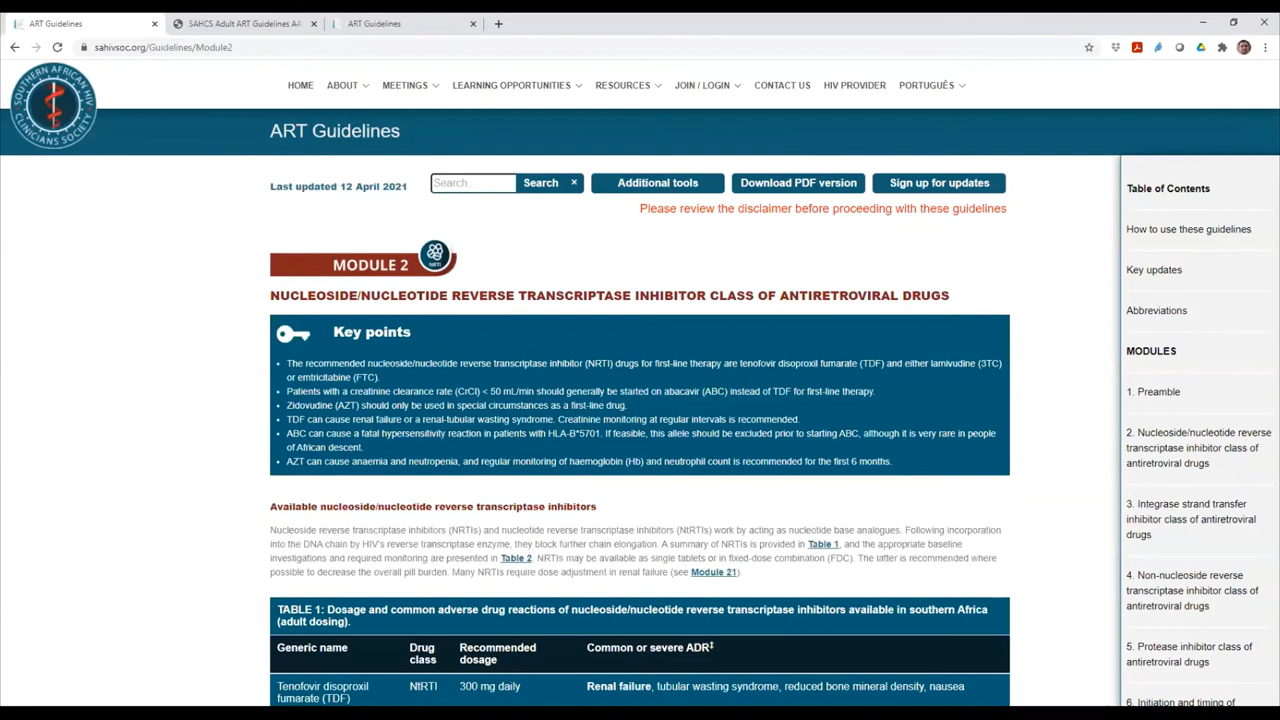 ART Guidelines
SAHCS Adult ART Guidelines A4
ART Guidelines
sahivsoc.org/Guidelines/Module2
SOUTHERN AFRICAN HIV CLINICIANS SOCIETY
HOME ABOUT MEETINGS LEARNING OPPORTUNITIES RESOURCES JOIN / LOGIN CONTACT US HIV PROVIDER PORTUGUÊS
ART Guidelines
Last updated 12 April 2021
Search... Search × Additional tools Download PDF version Sign up for updates
Please review the disclaimer before proceeding with these guidelines
MODULE 2
NRTI
NUCLEOSIDE/NUCLEOTIDE REVERSE TRANSCRIPTASE INHIBITOR CLASS OF ANTIRETROVIRAL DRUGS
Key points
• The recommended nucleoside/nucleotide reverse transcriptase inhibitor (NRTI) drugs for first-line therapy are tenofovir disoproxil fumarate (TDF) and either lamivudine (3TC)
or emtricitabine (FTC).
• Patients with a creatinine clearance rate (CrCl) < 50 mL/min should generally be started on abacavir (ABC) instead of TDF for first-line therapy.
• Zidovudine (AZT) should only be used in special circumstances as a first-line drug.
• TDF can cause renal failure or a renal-tubular wasting syndrome. Creatinine monitoring at regular intervals is recommended.
• ABC can cause a fatal hypersensitivity reaction in patients with HLA-B*5701. If feasible, this allele should be excluded prior to starting ABC, although it is very rare in people
of African descent.
• AZT can cause anaemia and neutropenia, and regular monitoring of haemoglobin (Hb) and neutrophil count is recommended for the first 6 months.
Available nucleoside/nucleotide reverse transcriptase inhibitors
Nucleoside reverse transcriptase inhibitors (NRTIs) and nucleotide reverse transcriptase inhibitors (NtRTIs) work by acting as nucleotide base analogues. Following incorporation
into the DNA chain by HIV's reverse transcriptase enzyme, they block further chain elongation. A summary of NRTIs is provided in Table 1, and the appropriate baseline
investigations and required monitoring are presented in Table 2. NRTIs may be available as single tablets or in fixed-dose combination (FDC). The latter is recommended where
possible to decrease the overall pill burden. Many NRTIs require dose adjustment in renal failure (see Module 21).
TABLE 1: Dosage and common adverse drug reactions of nucleoside/nucleotide reverse transcriptase inhibitors available in southern Africa
(adult dosing).
Generic name Drug Recommended Common or severe ADR‡
class dosage
Tenofovir disoproxil NtRTI 300 mg daily Renal failure, tubular wasting syndrome, reduced bone mineral density, nausea
fumarate (TDF)
Table of Contents
How to use these guidelines
Key updates
Abbreviations
MODULES
1. Preamble
2. Nucleoside/nucleotide reverse
transcriptase inhibitor class of
antiretroviral drugs
3. Integrase strand transfer
inhibitor class of antiretroviral
drugs
4. Non-nucleoside reverse
transcriptase inhibitor class of
antiretroviral drugs
5. Protease inhibitor class of
antiretroviral drugs
6. Initiation and timing of